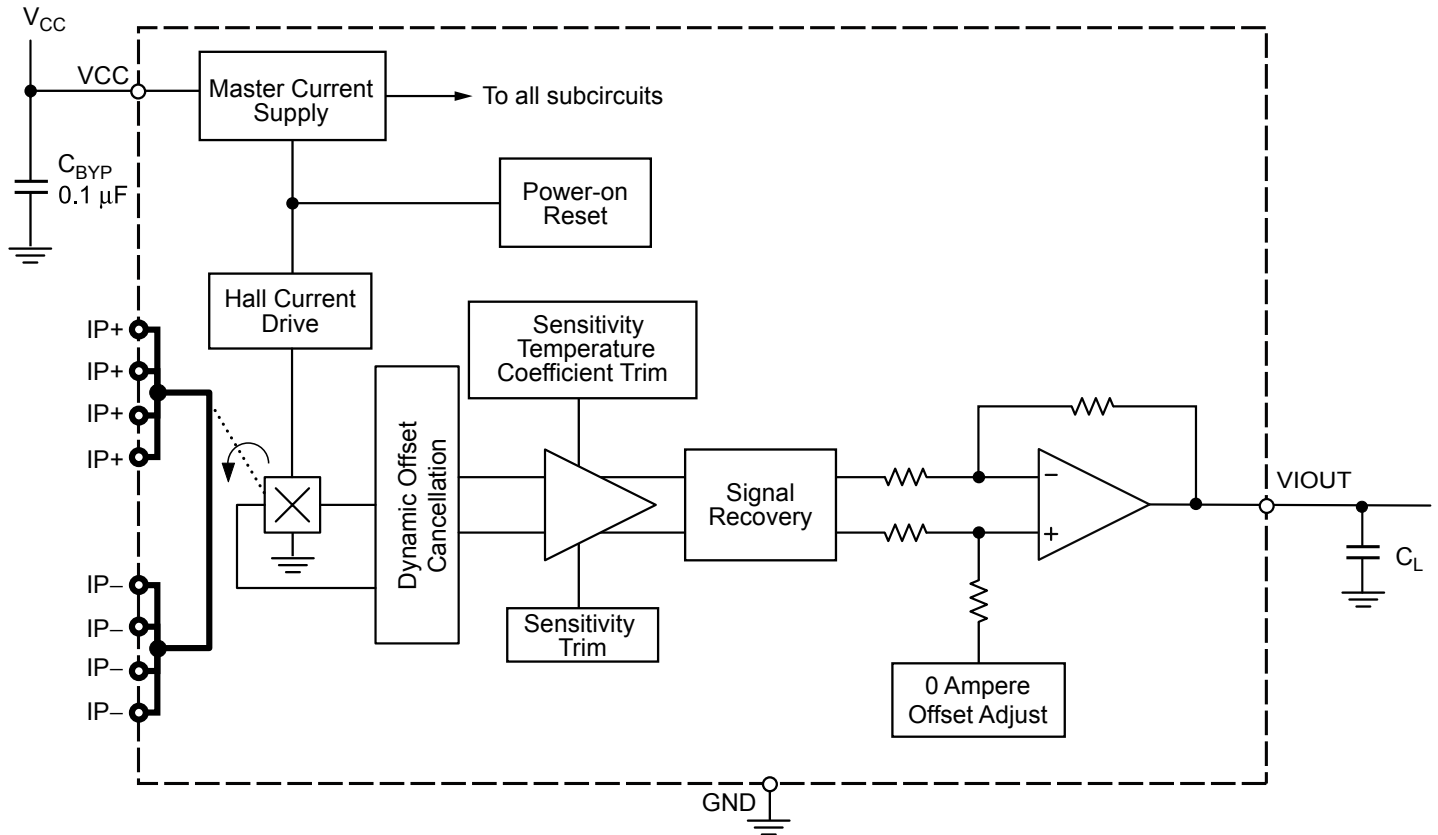 VCC
VCC
Master Current
Supply
To all subcircuits
CBYP
0.1 μF
Power-on
Reset
Hall Current
Drive
Sensitivity
Temperature
Coefficient Trim
IP+
IP+
IP+
IP+
Dynamic Offset
Cancellation
Signal
Recovery
−
+
VIOUT
CL
IP−
IP−
IP−
IP−
Sensitivity
Trim
0 Ampere
Offset Adjust
GND